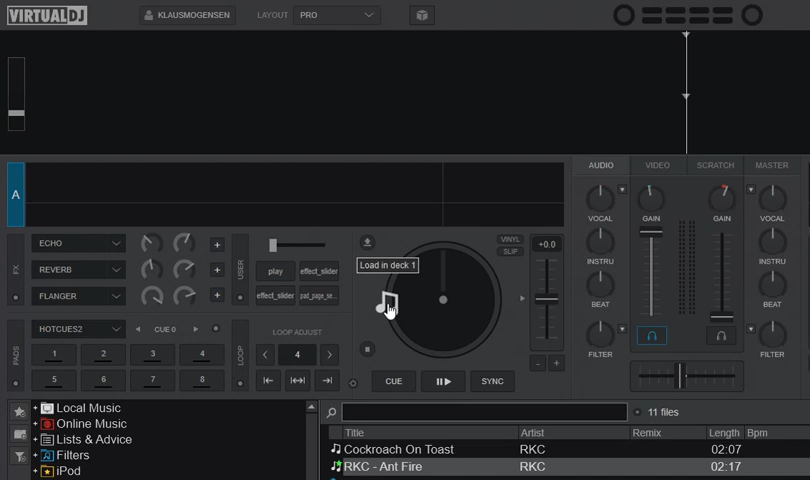 VIRTUALDJ
KLAUSMOGENSEN
LAYOUT
PRO
A
AUDIO
VIDEO
SCRATCH
MASTER
VOCAL
GAIN
GAIN
VOCAL
INSTRU
INSTRU
BEAT
BEAT
FILTER
FILTER
FX
ECHO
REVERB
FLANGER
USER
play
effect_slider
effect_slider
pat_page_se...
Load in deck 1
VINYL
SLIP
+0.0
PADS
HOTCUES2
CUE 0
1 2 3 4
5 6 7 8
LOOP
LOOP ADJUST
4
CUE
SYNC
Local Music
Online Music
Lists & Advice
Filters
iPod
11 files
Title Artist Remix Length Bpm
Cockroach On Toast RKC 02:07
RKC - Ant Fire RKC 02:17